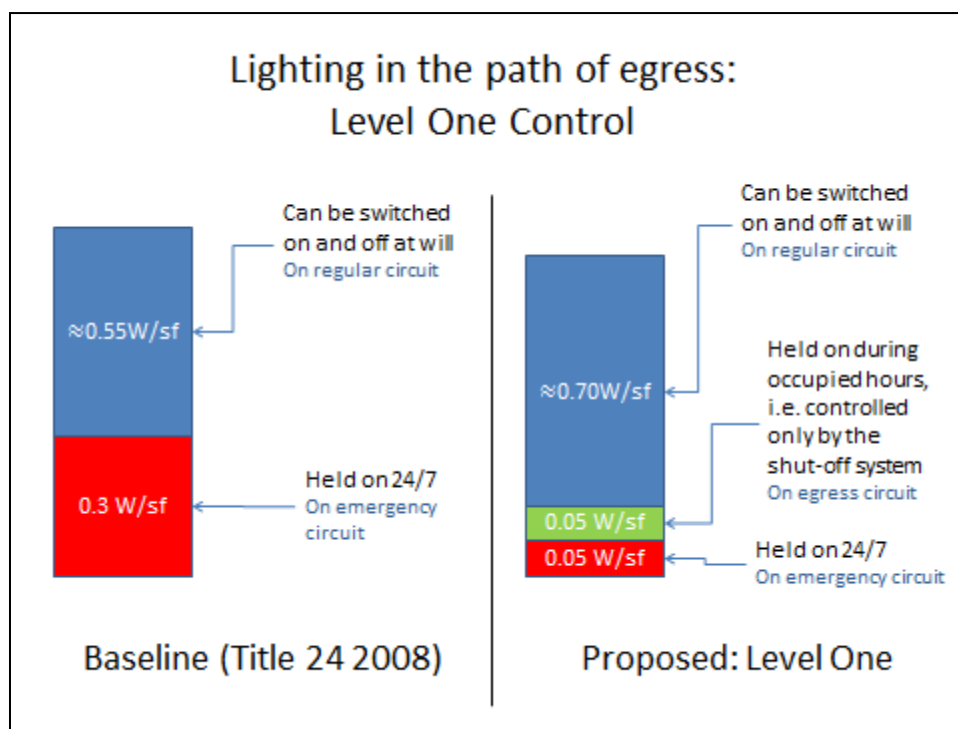 Lighting in the path of egress:
Level One Control
Can be switched
on and off at will
On regular circuit
≈0.55W/sf
0.3 W/sf
Held on 24/7
On emergency
circuit
Baseline (Title 24 2008)
Can be switched
on and off at will
On regular circuit
≈0.70W/sf
Held on during
occupied hours,
i.e. controlled
only by the
shut-off system
On egress circuit
0.05 W/sf
0.05 W/sf
Held on 24/7
On emergency circuit
Proposed: Level One